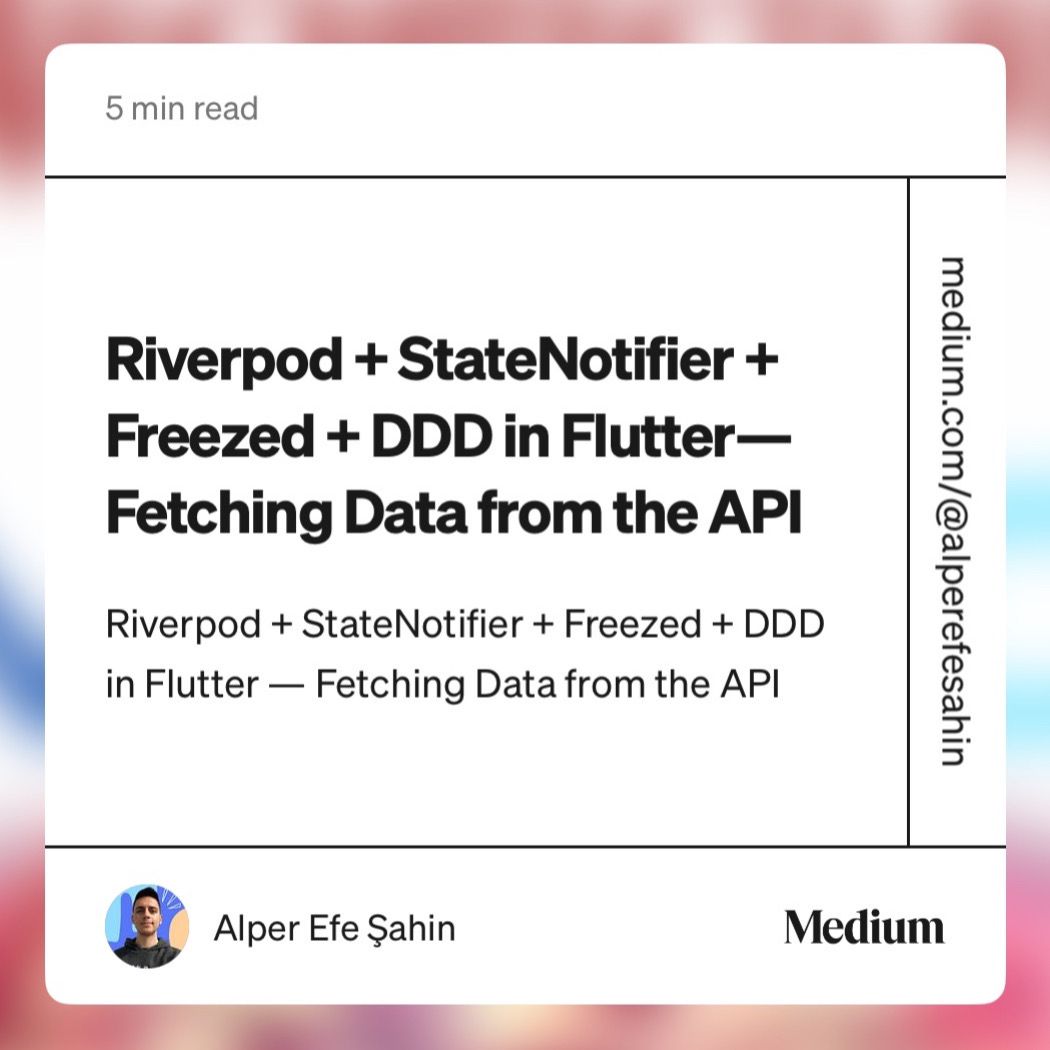 5 min read
Riverpod + StateNotifier +
Freezed + DDD in Flutter—
Fetching Data from the API
Riverpod + StateNotifier + Freezed + DDD
in Flutter — Fetching Data from the API
medium.com/@alperefesahin
Alper Efe Şahin
Medium